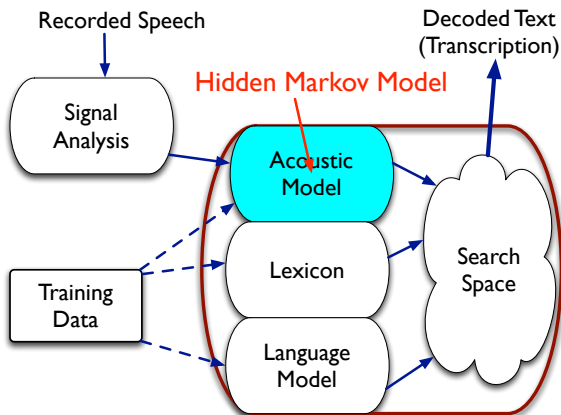 Recorded Speech
Decoded Text
(Transcription)
Hidden Markov Model
Signal
Analysis
Acoustic
Model
Lexicon
Search
Space
Training
Data
Language
Model